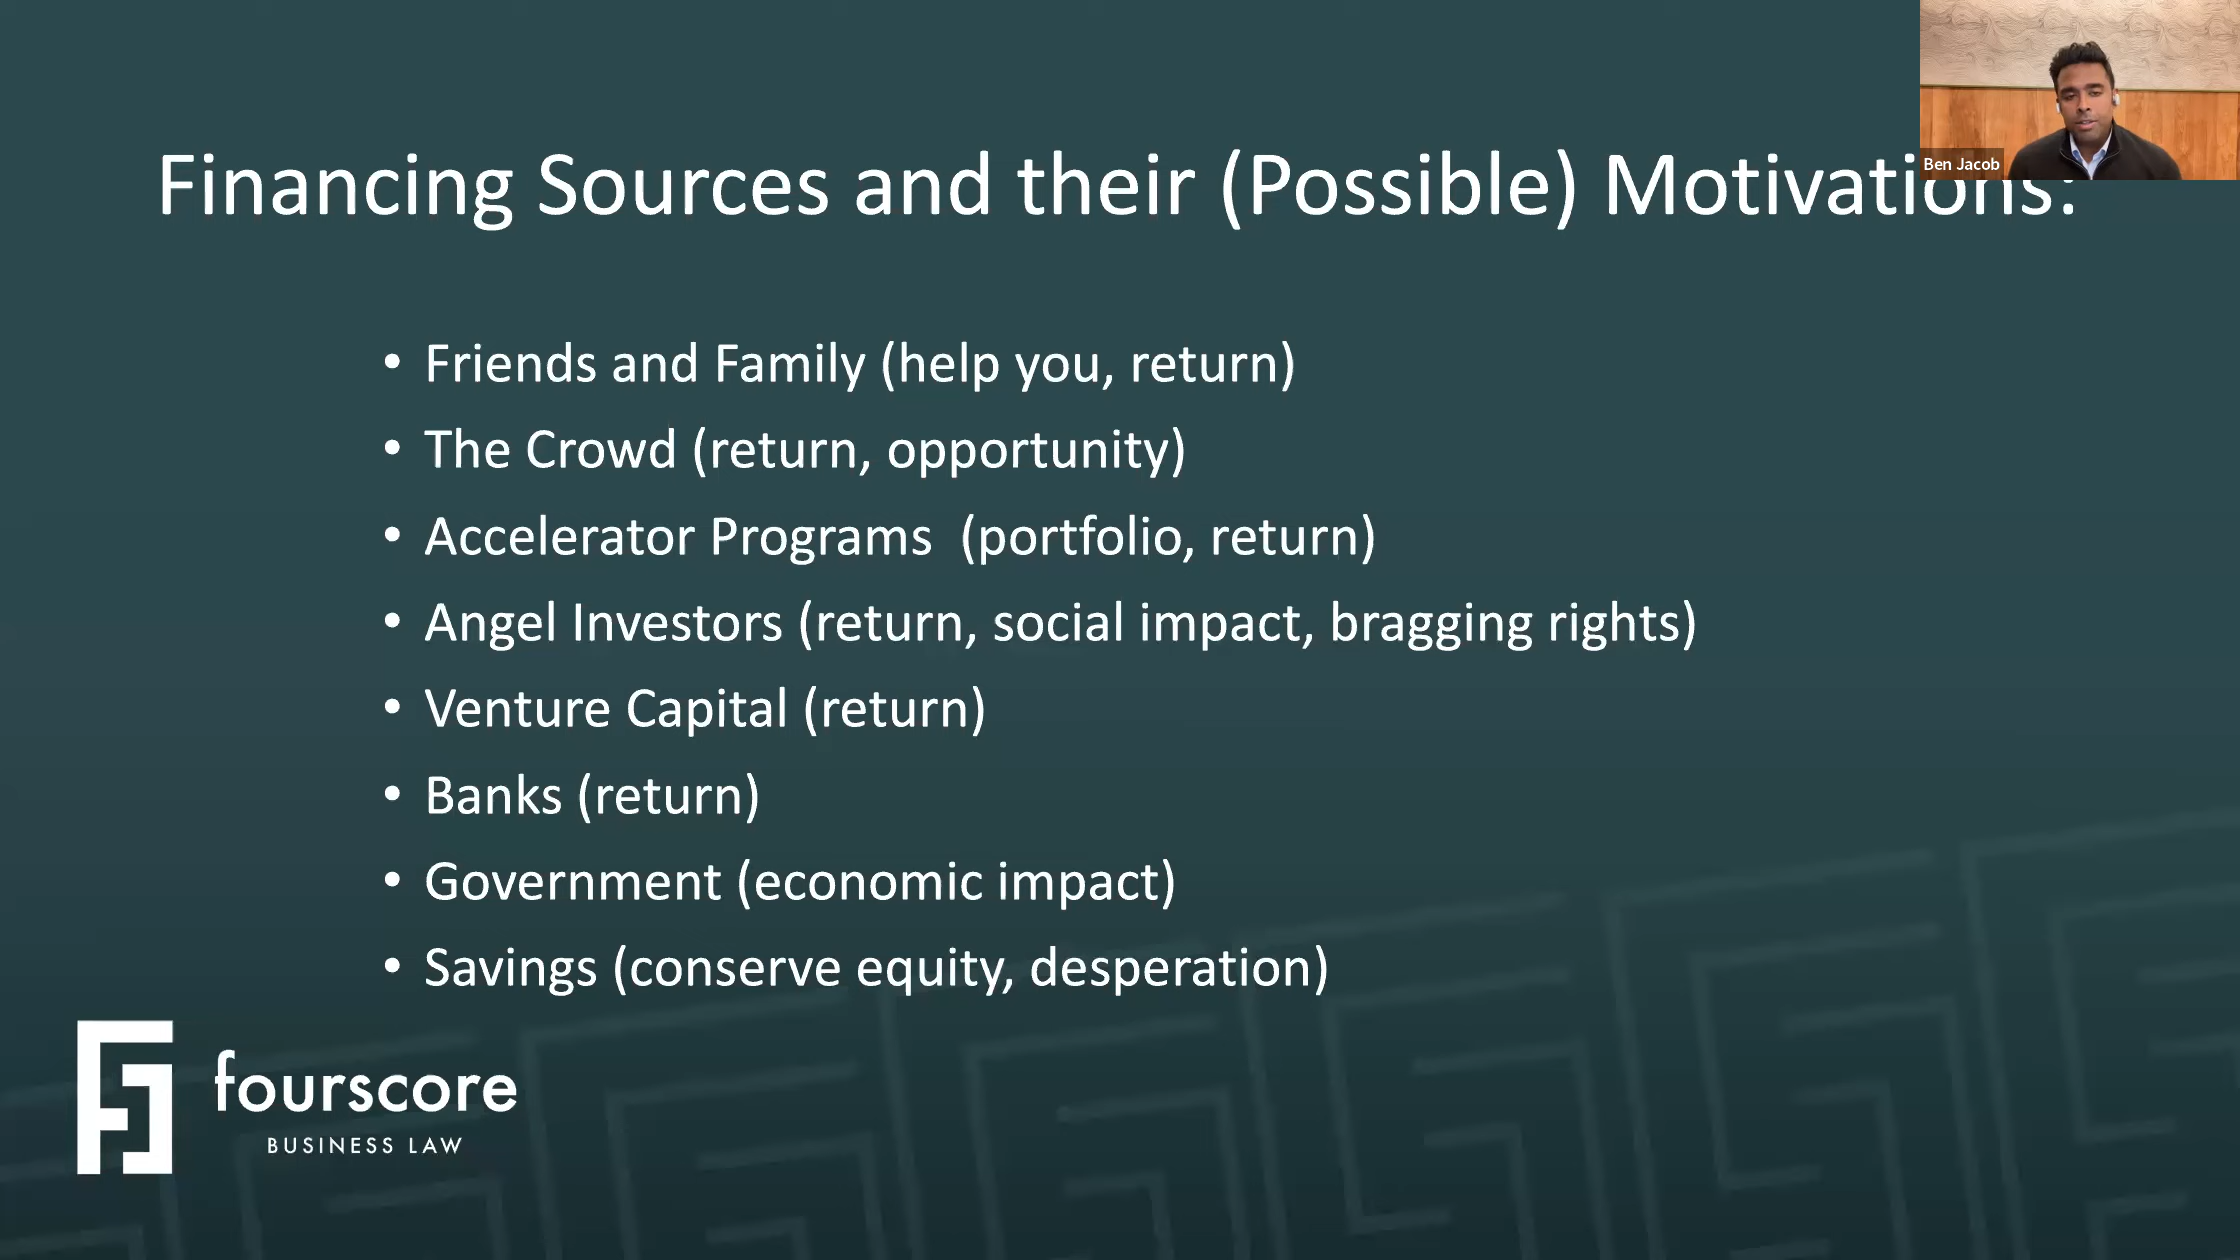 Ben Jacob
Financing Sources and their (Possible) Motivations:
• Friends and Family (help you, return)
• The Crowd (return, opportunity)
• Accelerator Programs  (portfolio, return)
• Angel Investors (return, social impact, bragging rights)
• Venture Capital (return)
• Banks (return)
• Government (economic impact)
• Savings (conserve equity, desperation)
fourscore
BUSINESS LAW